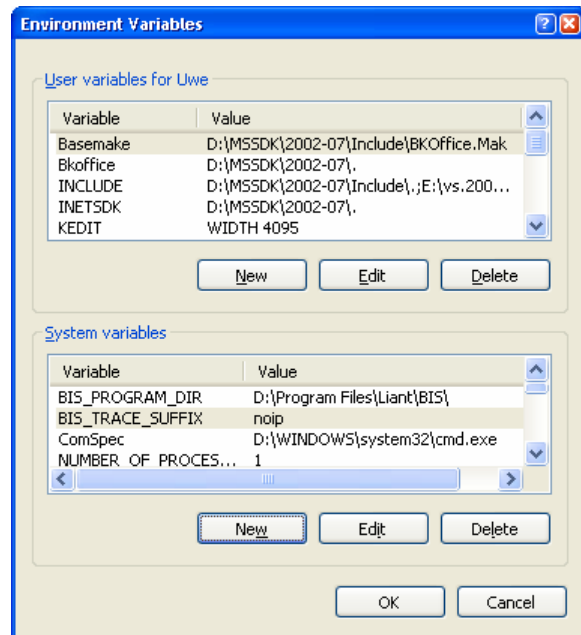 Environment Variables
User variables for Uwe
Variable Value
Basemake D:\MSSDK\2002-07\Include\BKOffice.Mak
Bkoffice D:\MSSDK\2002-07\.
INCLUDE D:\MSSDK\2002-07\Include\.;E:\vs.200...
INETSDK D:\MSSDK\2002-07\.
KEDIT WIDTH 4095
New Edit Delete
System variables
Variable Value
BIS_PROGRAM_DIR D:\Program Files\Liant\BIS\
BIS_TRACE_SUFFIX noip
ComSpec D:\WINDOWS\system32\cmd.exe
NUMBER_OF_PROCES... 1
New Edit Delete
OK Cancel